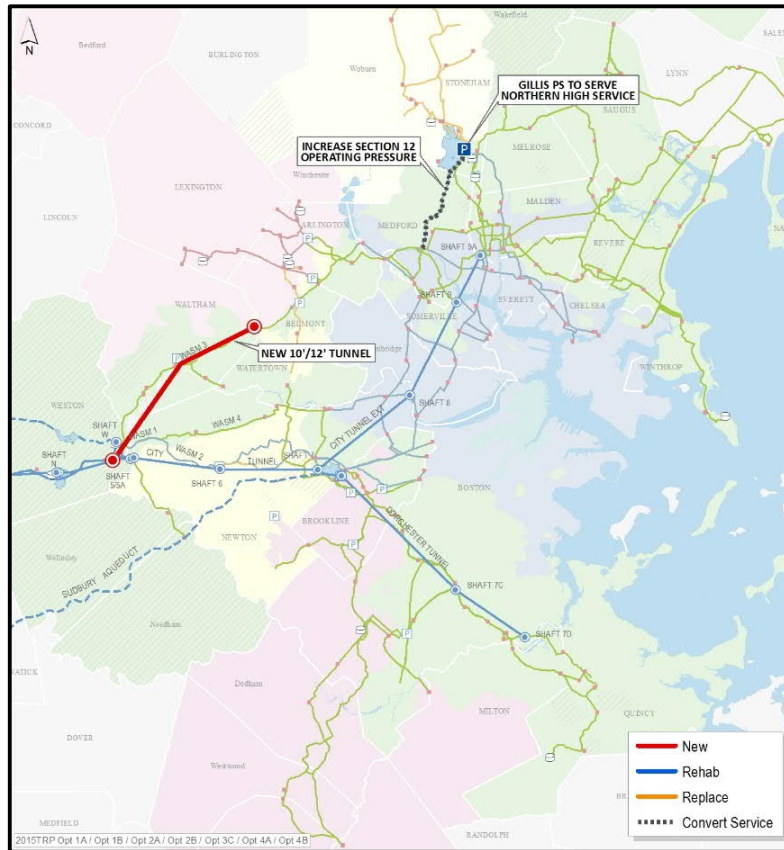 Bedford
BURLINGTON
Wakefield
SALEM
N
Woburn
STONEHAM
GILLIS PS TO SERVE
NORTHERN HIGH SERVICE
LYNN
SAUGUS
CONCORD
INCREASE SECTION 12
OPERATING PRESSURE
P
MELROSE
LEXINGTON
Winchester
MALDEN
LINCOLN
ARLINGTON
MEDFORD
REVERE
P
SHAFT 9A
P
WALTHAM
P
SHAFT 9
EVERETT
CHELSEA
BELMONT
SOMERVILLE
NEW 10'/12' TUNNEL
WASM 3
WATERTOWN
WINTHROP
WESTON
SHAFT 8
SHAFT
W
WASM 1
WASM 4
CITY TUNNEL EXT
SHAFT
N
CITY
WASM 2
TUNNEL
SHAFT
5/5A
SHAFT 6
BOSTON
P
P
BROOKLINE
P
NEWTON
DORCHESTER TUNNEL
P
Wellesley
SUDBURY AQUEDUCT
SHAFT 7C
Needham
P
SHAFT 7D
NATICK
Dedham
MILTON
QUINCY
DOVER
Westwood
New
Rehab
Replace
Convert Service
MEDFIELD
RANDOLPH
2015TRP Opt 1A / Opt 1B / Opt 2A / Opt 2B / Opt 3C / Opt 4A / Opt 4B